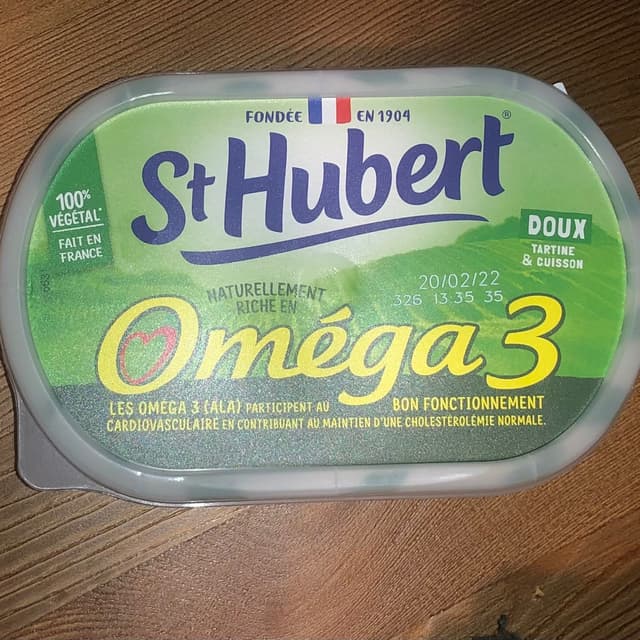 FONDÉE EN 1904
St Hubert®
100%
VÉGÉTAL*
FAIT EN
FRANCE
DOUX
TARTINE
& CUISSON
20/02/22
326 13:35 35
NATURELLEMENT
RICHE EN
Oméga 3
LES OMÉGA 3 (ALA) PARTICIPENT AU BON FONCTIONNEMENT
CARDIOVASCULAIRE EN CONTRIBUANT AU MAINTIEN D'UNE CHOLESTÉROLÉMIE NORMALE.